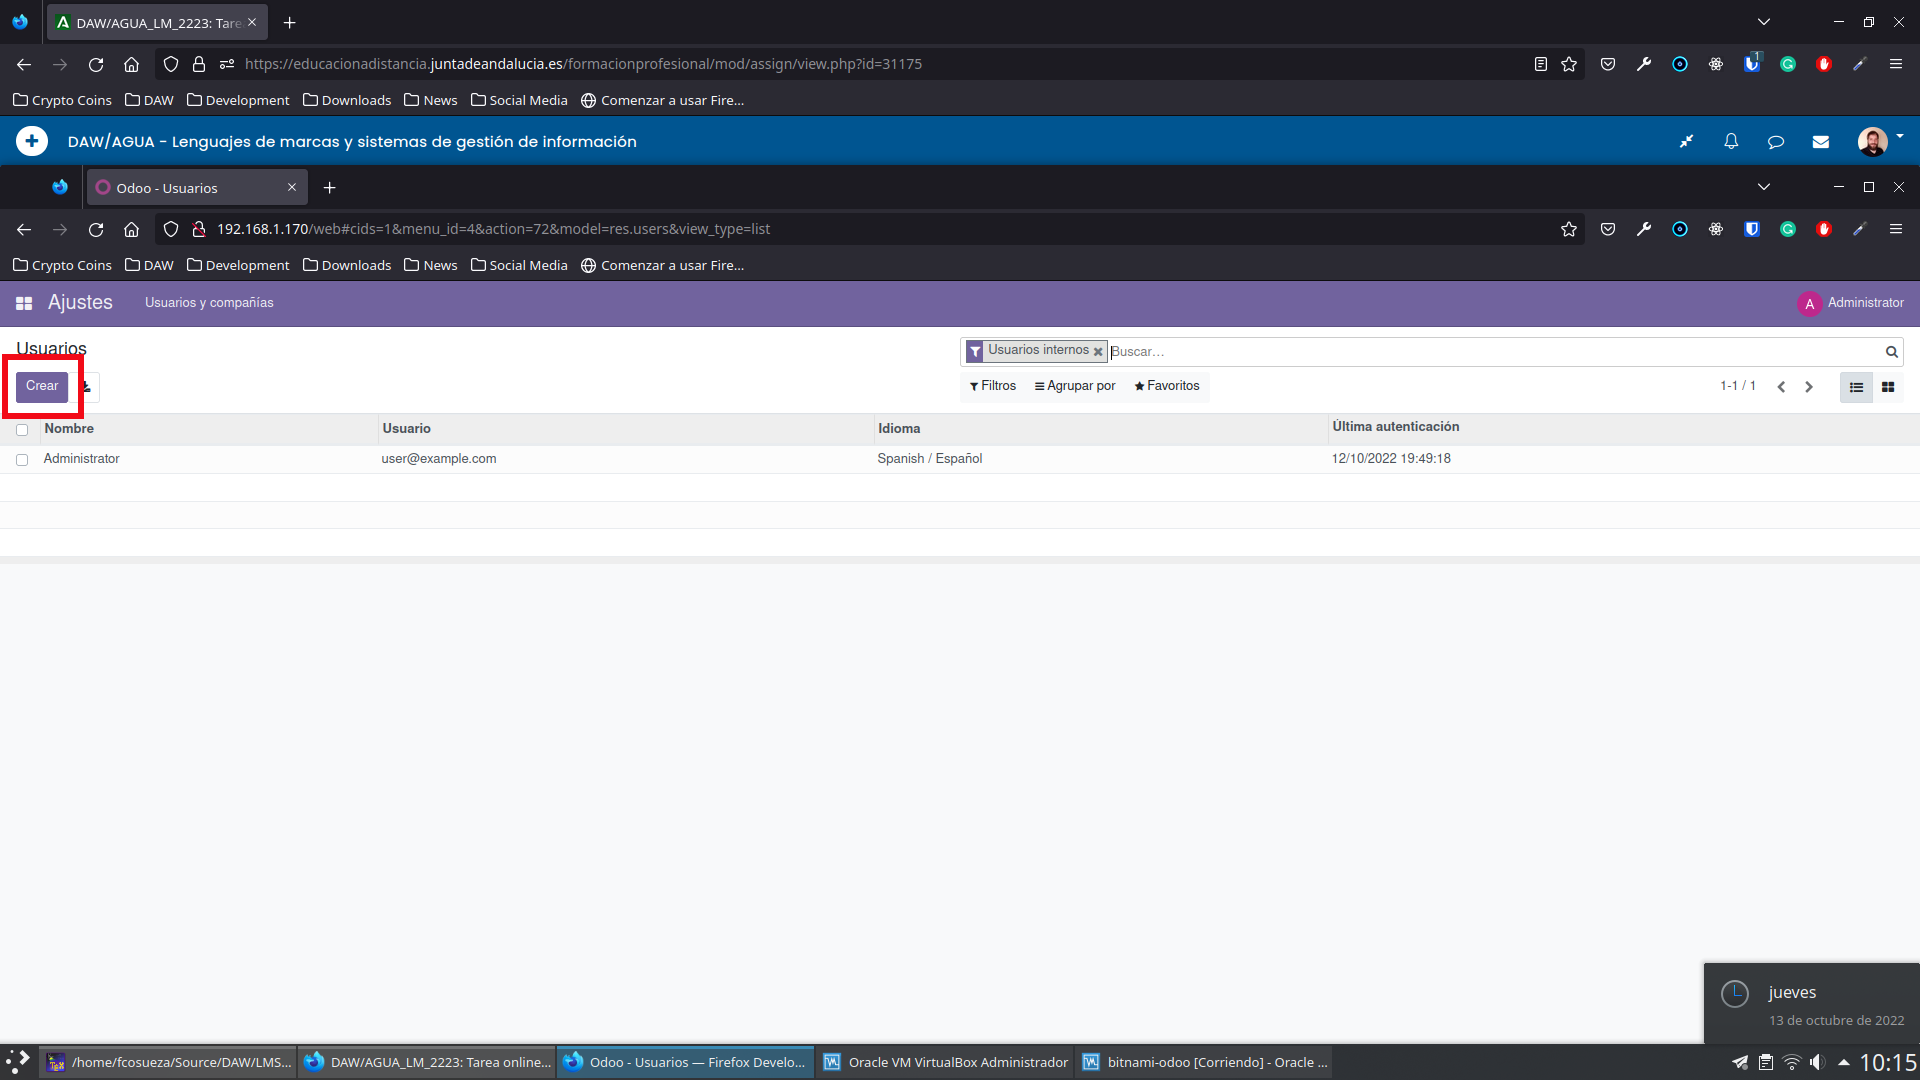 DAW/AGUA_LM_2223: Tare
https://educacionadistancia.juntadeandalucia.es/formacionprofesional/mod/assign/view.php?id=31175
1
Crypto Coins DAW Development Downloads News Social Media Comenzar a usar Fire...
DAW/AGUA - Lenguajes de marcas y sistemas de gestión de información
Odoo - Usuarios
192.168.1.170/web#cids=1&menu_id=4&action=72&model=res.users&view_type=list
Crypto Coins DAW Development Downloads News Social Media Comenzar a usar Fire...
Ajustes Usuarios y compañías A Administrator
Usuarios
Usuarios internos Buscar...
Crear
Filtros Agrupar por Favoritos 1-1 / 1
Nombre Usuario Idioma Última autenticación
Administrator user@example.com Spanish / Español 12/10/2022 19:49:18
jueves
13 de octubre de 2022
/home/fcosueza/Source/DAW/LMS... DAW/AGUA_LM_2223: Tarea online... Odoo - Usuarios — Firefox Develo... Oracle VM VirtualBox Administrador bitnami-odoo [Corriendo] - Oracle ... 10:15